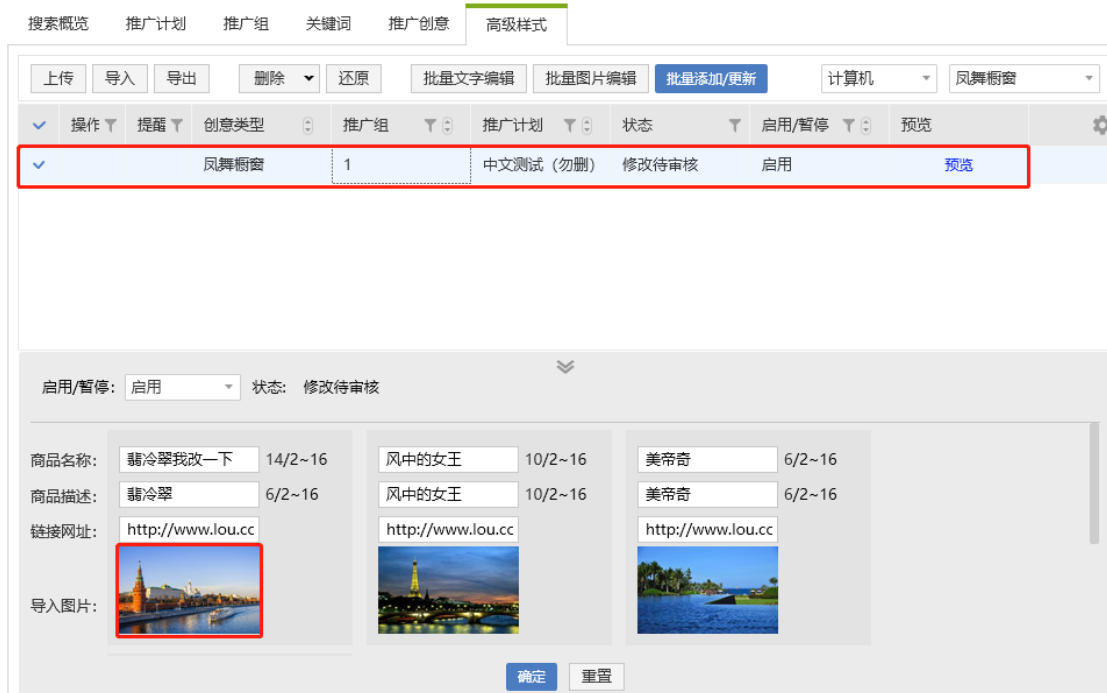 搜索概览 推广计划 推广组 关键词 推广创意 高级样式
上传 导入 导出 删除 还原 批量文字编辑 批量图片编辑 批量添加/更新 计算机 凤舞橱窗
操作 提醒 创意类型 推广组 推广计划 状态 启用/暂停 预览
凤舞橱窗 1 中文测试（勿删） 修改待审核 启用 预览
启用/暂停: 启用 状态: 修改待审核
商品名称: 翡冷翠我改一下 14/2~16 风中的女王 10/2~16 美帝奇 6/2~16
商品描述: 翡冷翠 6/2~16 风中的女王 10/2~16 美帝奇 6/2~16
链接网址: http://www.lou.cc http://www.lou.cc http://www.lou.cc
导入图片:
确定 重置